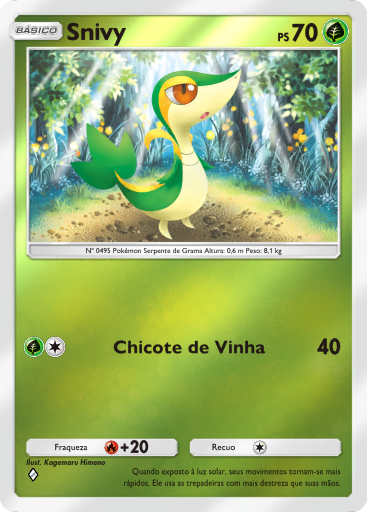 BÁSICO Snivy PS 70
Nº 0495 Pokémon Serpente de Grama Altura: 0,6 m Peso: 8,1 kg
Chicote de Vinha 40
Fraqueza +20 Recuo
Ilust. Kagemaru Himeno
Quando exposto à luz solar, seus movimentos tornam-se mais
rápidos. Ele usa as trepadeiras com mais destreza que suas mãos.